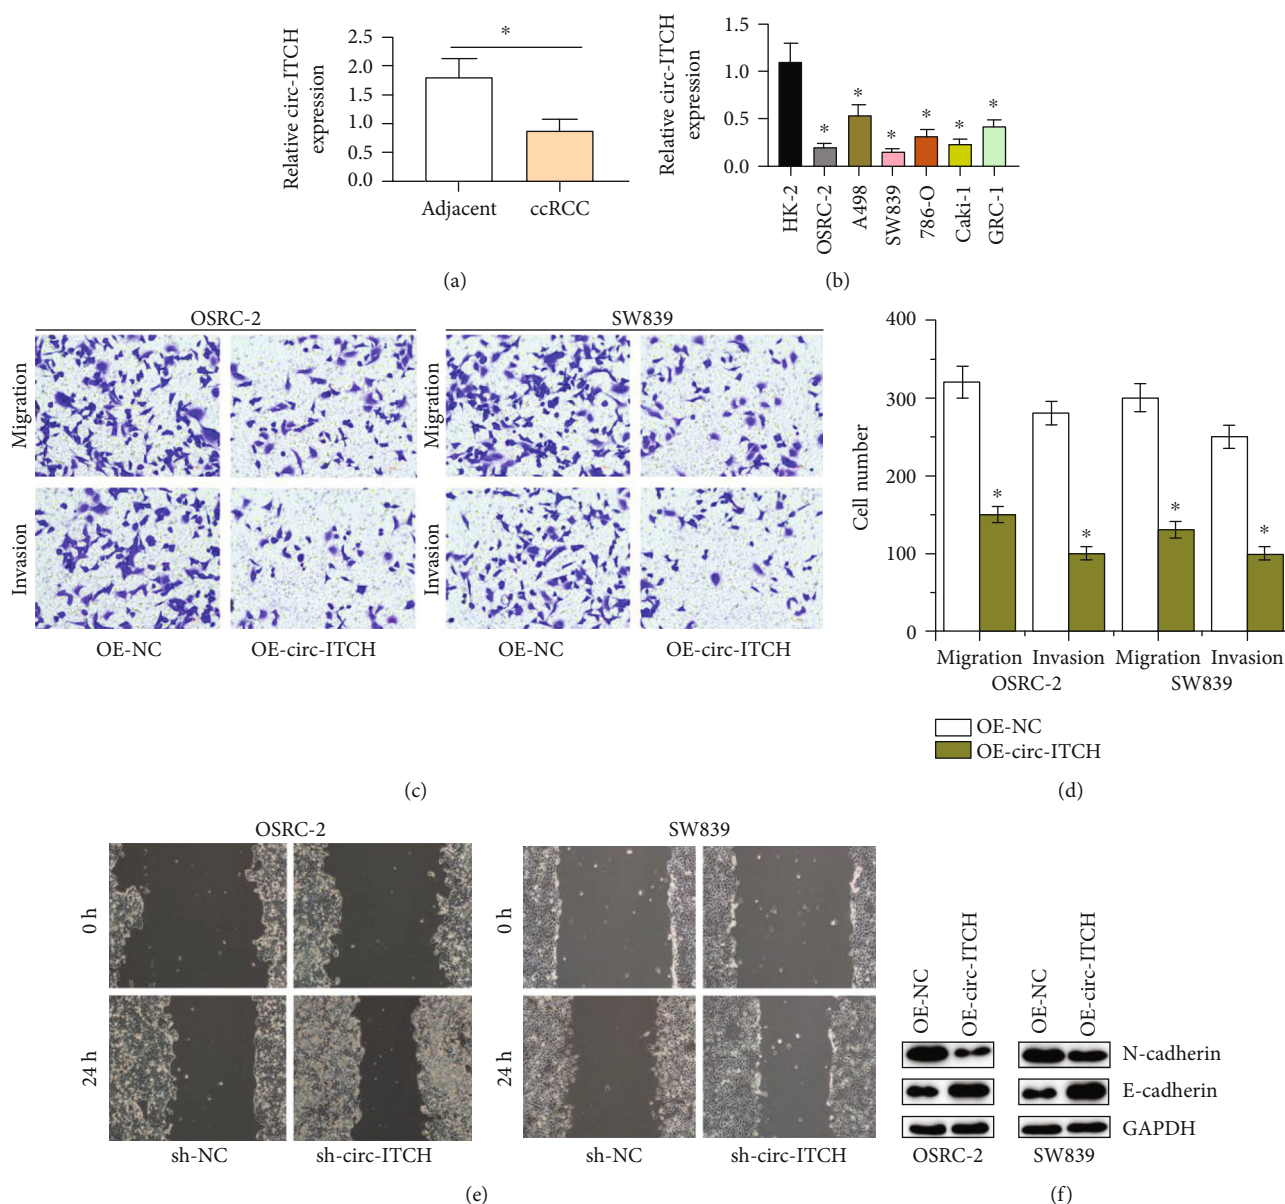 Relative circ-ITCH
expression
2.5
2.0
1.5
1.0
0.5
0.0
*
Adjacent
ccRCC
(a)
Relative circ-ITCH
expression
1.5
1.0
0.5
0.0
*
*
*
*
*
*
HK-2
OSRC-2
A498
SW839
786-O
Caki-1
GRC-1
(b)
OSRC-2
SW839
Migration
Migration
Invasion
Invasion
OE-NC
OE-circ-ITCH
OE-NC
OE-circ-ITCH
(c)
Cell number
400
300
200
100
0
*
*
*
*
Migration Invasion Migration Invasion
OSRC-2
SW839
OE-NC
OE-circ-ITCH
(d)
OSRC-2
SW839
0 h
0 h
24 h
24 h
sh-NC
sh-circ-ITCH
sh-NC
sh-circ-ITCH
(e)
OE-NC
OE-circ-ITCH
OE-NC
OE-circ-ITCH
N-cadherin
E-cadherin
GAPDH
OSRC-2
SW839
(f)